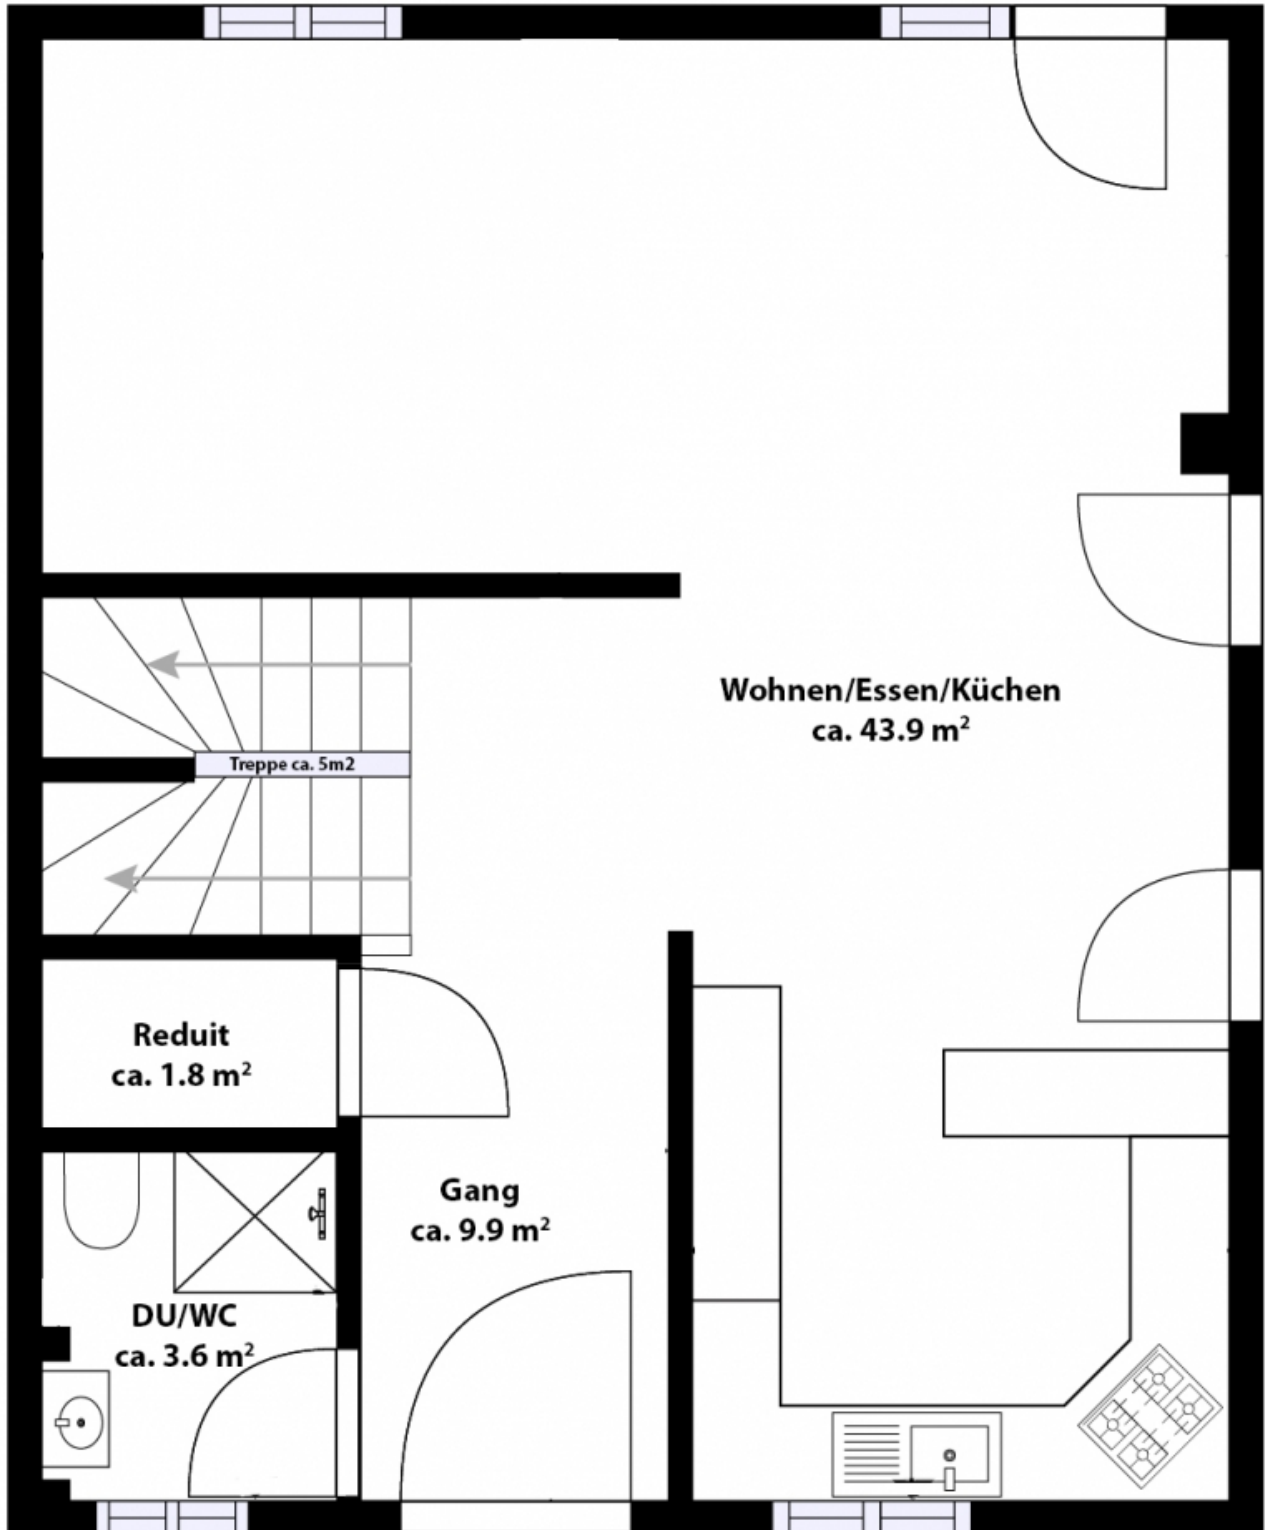 Wohnen/Essen/Küchen
ca. 43.9 m²
Treppe ca. 5m2
Reduit
ca. 1.8 m²
Gang
ca. 9.9 m²
DU/WC
ca. 3.6 m²